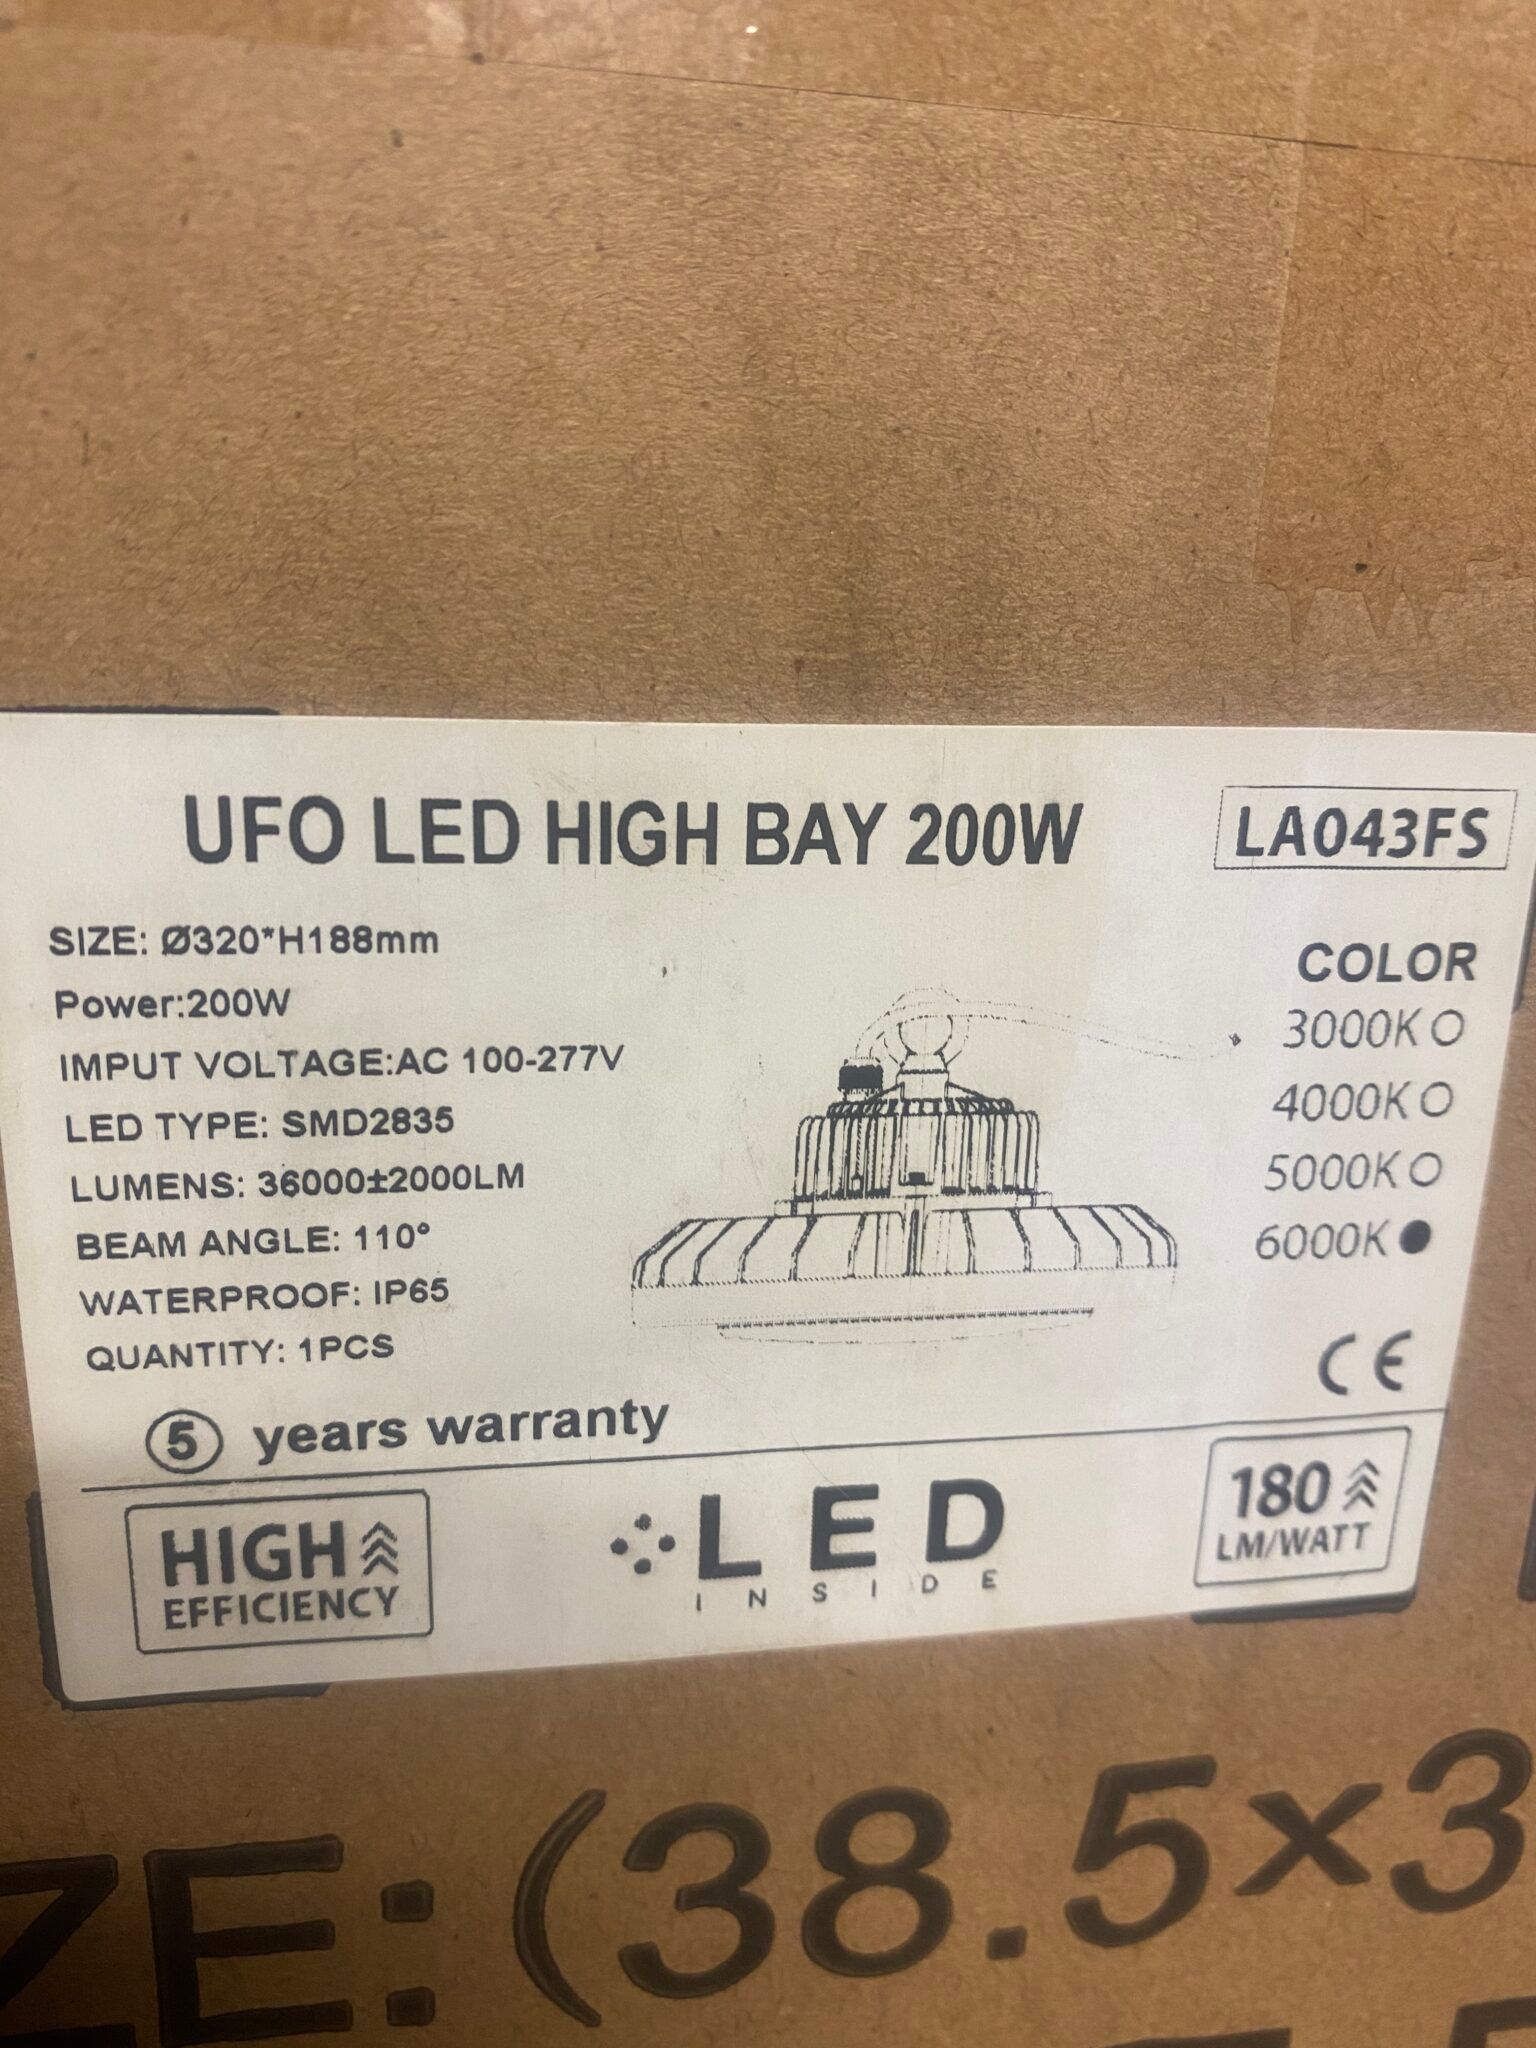 UFO LED HIGH BAY 200W
LA043FS
SIZE: Ø320*H188mm
Power:200W
IMPUT VOLTAGE:AC 100-277V
LED TYPE: SMD2835
LUMENS: 36000±2000LM
BEAM ANGLE: 110°
WATERPROOF: IP65
QUANTITY: 1PCS
COLOR
3000K
4000K
5000K
6000K
CE
5 years warranty
HIGH
EFFICIENCY
LED
INSIDE
180
LM/WATT
ZE: (38.5×3